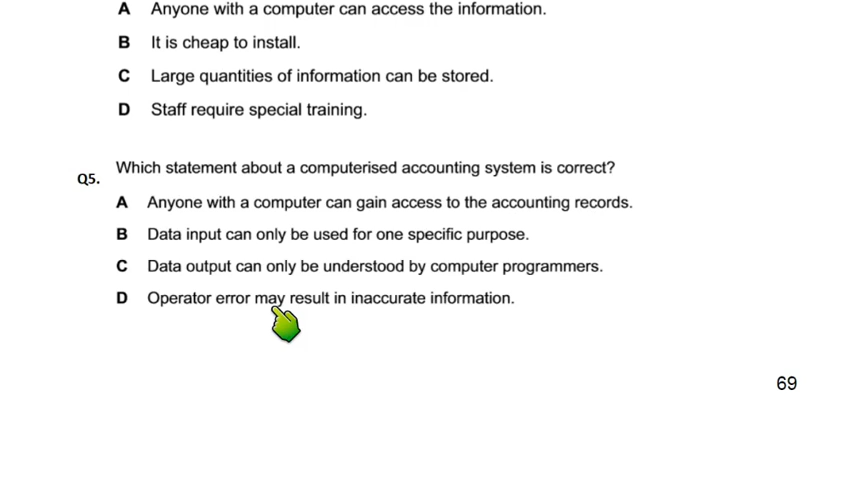 A Anyone with a computer can access the information.
B It is cheap to install.
C Large quantities of information can be stored.
D Staff require special training.
Q5. Which statement about a computerised accounting system is correct?
A Anyone with a computer can gain access to the accounting records.
B Data input can only be used for one specific purpose.
C Data output can only be understood by computer programmers.
D Operator error may result in inaccurate information.
69